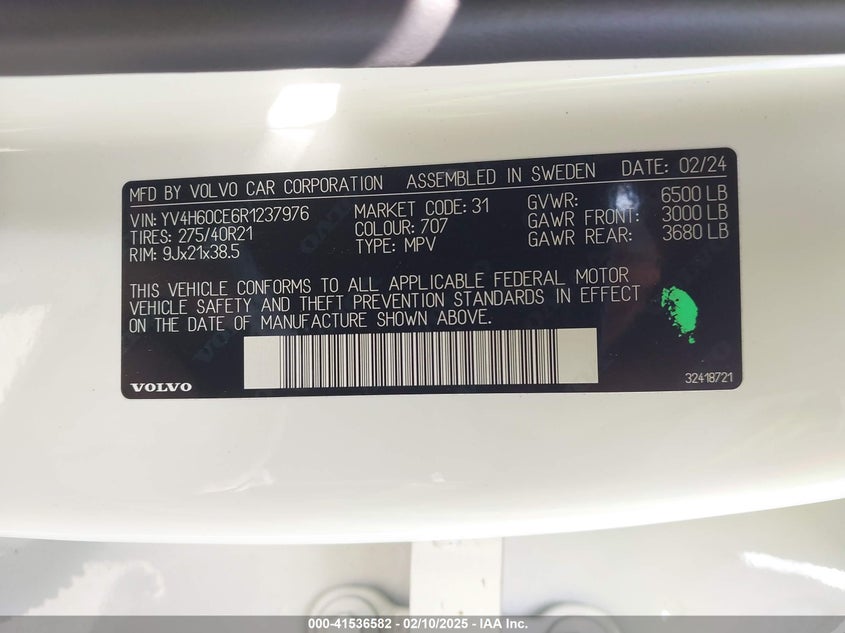 MFD BY VOLVO CAR CORPORATION ASSEMBLED IN SWEDEN DATE: 02/24
VIN: YV4H60CE6R1237976 MARKET CODE: 31 GVWR: 6500 LB
TIRES: 275/40R21 COLOUR: 707 GAWR FRONT: 3000 LB
RIM: 9Jx21x38.5 TYPE: MPV GAWR REAR: 3680 LB
THIS VEHICLE CONFORMS TO ALL APPLICABLE FEDERAL MOTOR
VEHICLE SAFETY AND THEFT PREVENTION STANDARDS IN EFFECT
ON THE DATE OF MANUFACTURE SHOWN ABOVE.
VOLVO 32418721
000-41536582 - 02/10/2025 - IAA Inc.